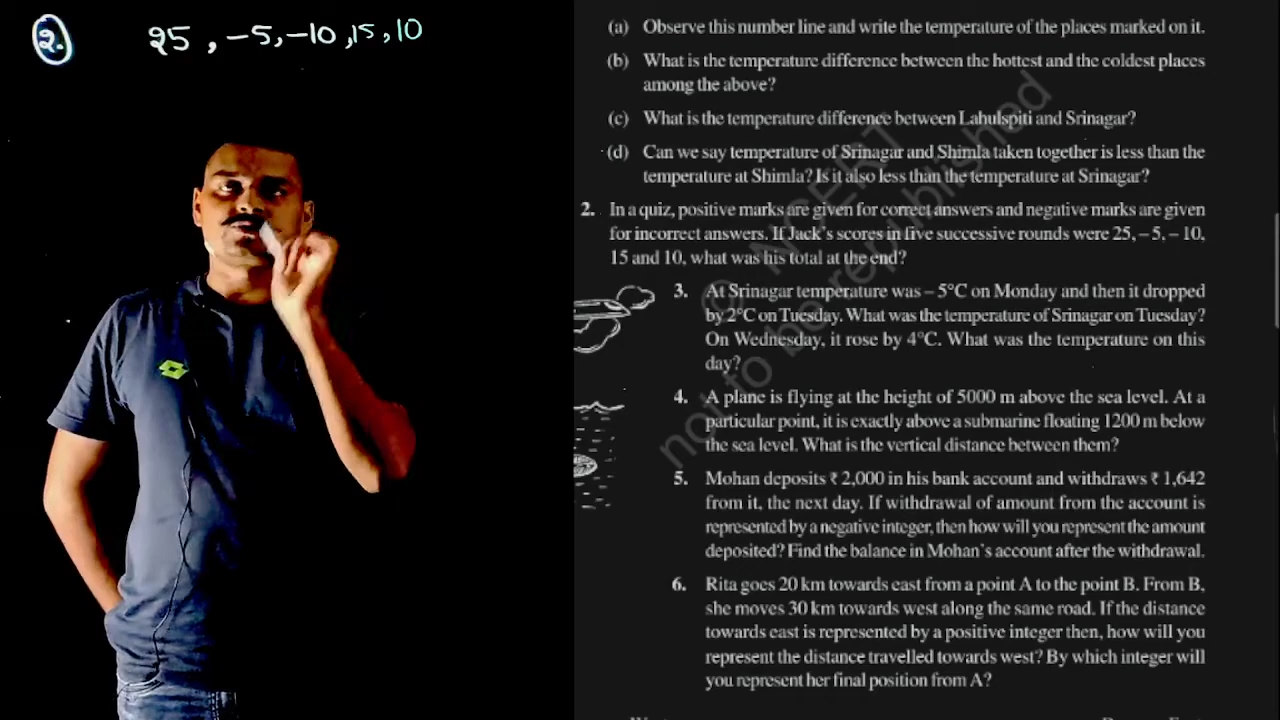 2. 25, -5, -10, 15, 10
(a) Observe this number line and write the temperature of the places marked on it.
(b) What is the temperature difference between the hottest and the coldest places
among the above?
(c) What is the temperature difference between Lahulspiti and Srinagar?
(d) Can we say temperature of Srinagar and Shimla taken together is less than the
temperature at Shimla? Is it also less than the temperature at Srinagar?
2. In a quiz, positive marks are given for correct answers and negative marks are given
for incorrect answers. If Jack's scores in five successive rounds were 25, – 5, – 10,
15 and 10, what was his total at the end?
3. At Srinagar temperature was – 5°C on Monday and then it dropped
by 2°C on Tuesday. What was the temperature of Srinagar on Tuesday?
On Wednesday, it rose by 4°C. What was the temperature on this
day?
4. A plane is flying at the height of 5000 m above the sea level. At a
particular point, it is exactly above a submarine floating 1200 m below
the sea level. What is the vertical distance between them?
5. Mohan deposits ₹ 2,000 in his bank account and withdraws ₹ 1,642
from it, the next day. If withdrawal of amount from the account is
represented by a negative integer, then how will you represent the amount
deposited? Find the balance in Mohan's account after the withdrawal.
6. Rita goes 20 km towards east from a point A to the point B. From B,
she moves 30 km towards west along the same road. If the distance
towards east is represented by a positive integer then, how will you
represent the distance travelled towards west? By which integer will
you represent her final position from A?
© NCERT
not to be republished